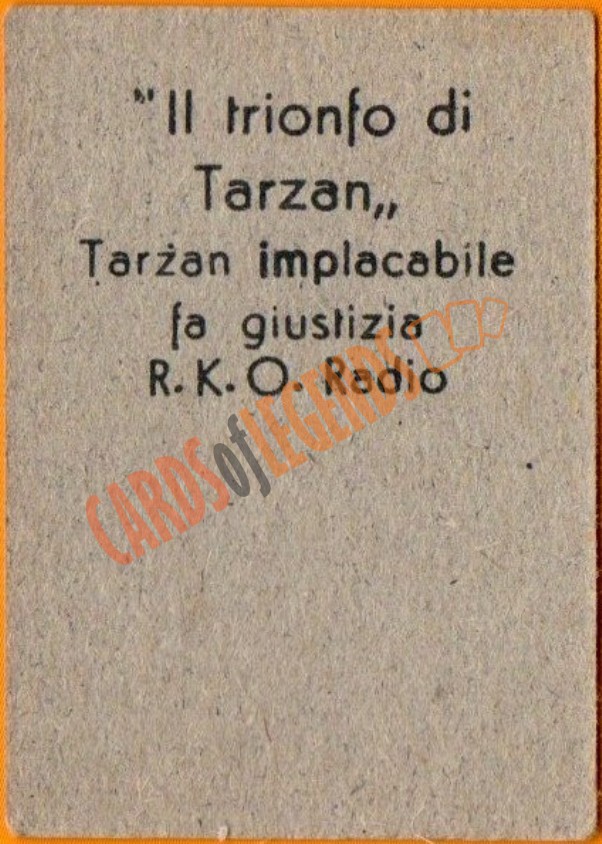 "Il trionfo di
Tarzan„
Tarzan implacabile
fa giustizia
R. K. O. Radio
CARDSofLEGENDS